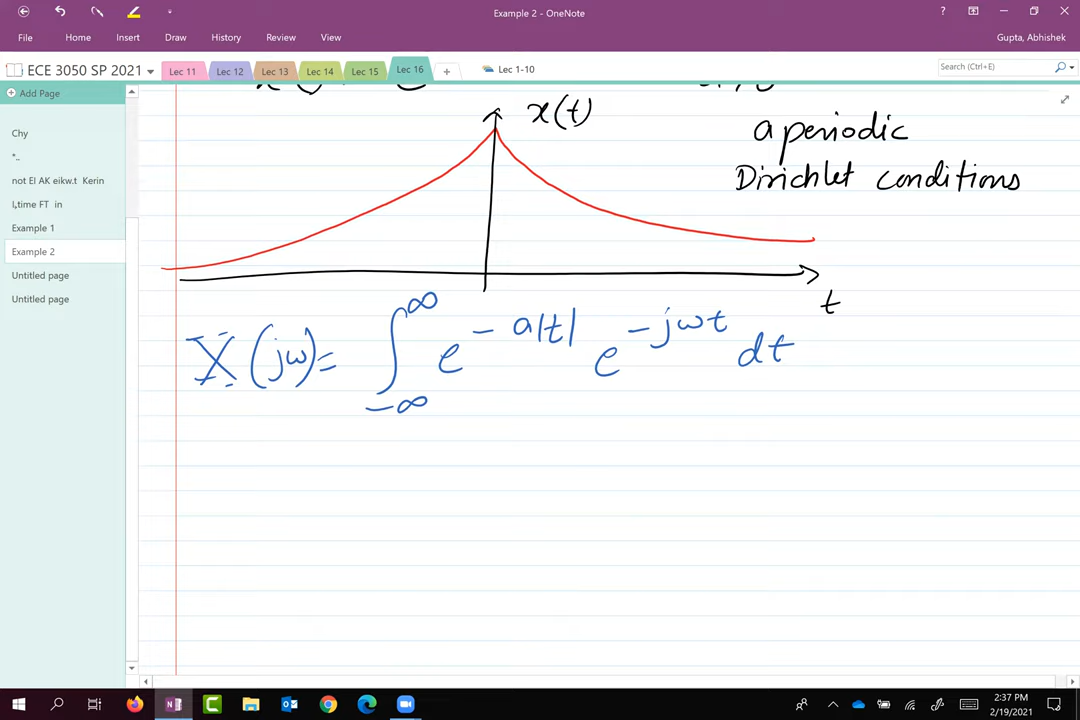 Example 2 - OneNote
?
File Home Insert Draw History Review View
Gupta, Abhishek
ECE 3050 SP 2021
Lec 11 Lec 12 Lec 13 Lec 14 Lec 15 Lec 16 + Lec 1-10
Search (Ctrl+E)
Add Page
Chy
not El AK eikw.t Kerin
I,time FT in
Example 1
Example 2
Untitled page
Untitled page
x(t)
aperiodic
Dirichlet conditions
t
X(jω) = ∫_{-∞}^{∞} e^{-a|t|} e^{-jωt} dt
2:37 PM
2/19/2021